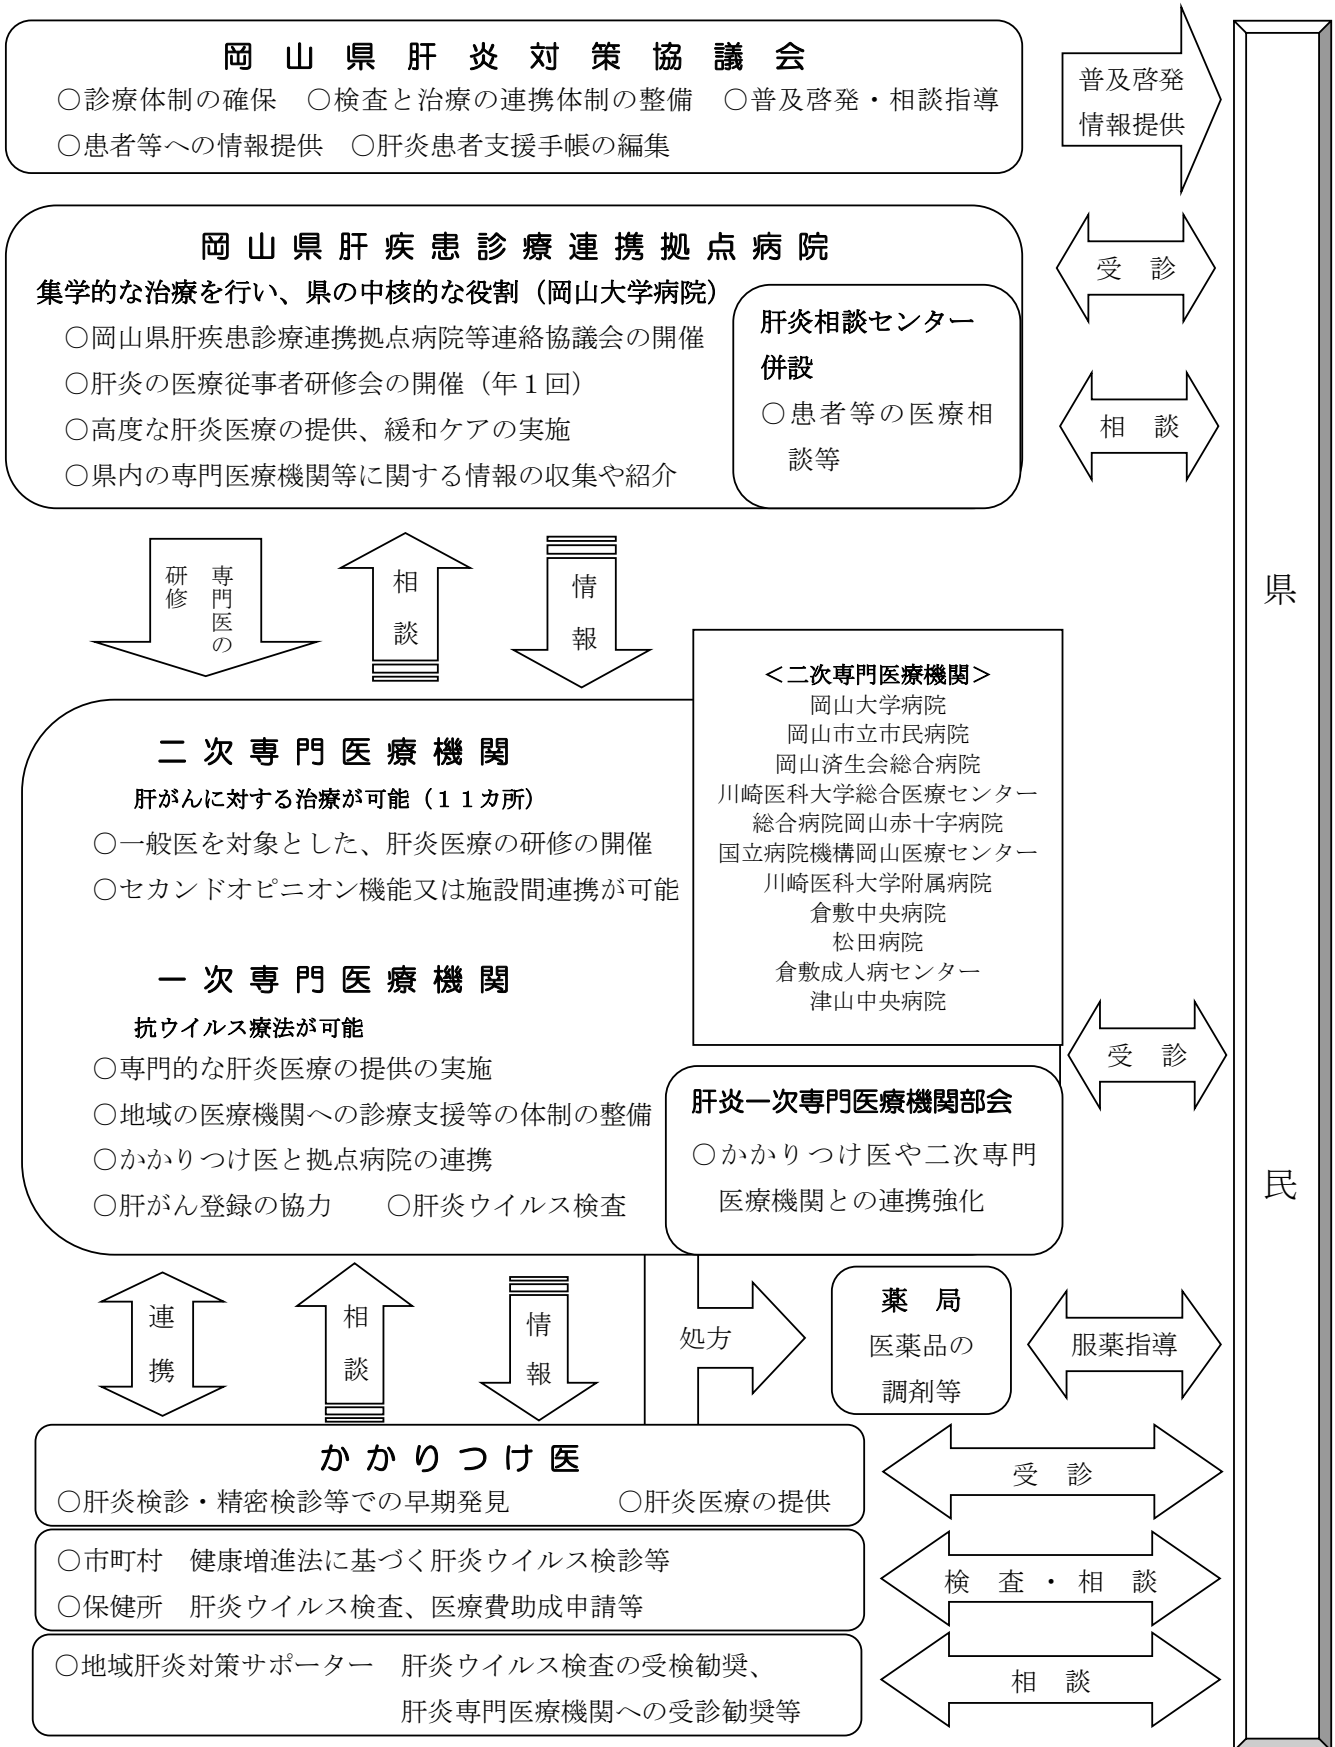 岡山県肝炎対策協議会
○診療体制の確保　○検査と治療の連携体制の整備　○普及啓発・相談指導
○患者等への情報提供　○肝炎患者支援手帳の編集
普及啓発
情報提供
岡山県肝疾患診療連携拠点病院
集学的な治療を行い、県の中核的な役割（岡山大学病院）
○岡山県肝疾患診療連携拠点病院等連絡協議会の開催
○肝炎の医療従事者研修会の開催（年１回）
○高度な肝炎医療の提供、緩和ケアの実施
○県内の専門医療機関等に関する情報の収集や紹介
肝炎相談センター
併設
○患者等の医療相
談等
受　診
相　談
専門医の
研修
相談
情報
二次専門医療機関
肝がんに対する治療が可能（１１カ所）
○一般医を対象とした、肝炎医療の研修の開催
○セカンドオピニオン機能又は施設間連携が可能
＜二次専門医療機関＞
岡山大学病院
岡山市立市民病院
岡山済生会総合病院
川崎医科大学総合医療センター
総合病院岡山赤十字病院
国立病院機構岡山医療センター
川崎医科大学附属病院
倉敷中央病院
松田病院
倉敷成人病センター
津山中央病院
一次専門医療機関
抗ウイルス療法が可能
○専門的な肝炎医療の提供の実施
○地域の医療機関への診療支援等の体制の整備
○かかりつけ医と拠点病院の連携
○肝がん登録の協力　　○肝炎ウイルス検査
肝炎一次専門医療機関部会
○かかりつけ医や二次専門
医療機関との連携強化
受　診
連携
相談
情報
処方
薬　局
医薬品の
調剤等
服薬指導
かかりつけ医
○肝炎検診・精密検診等での早期発見　　　　○肝炎医療の提供
受　診
○市町村　健康増進法に基づく肝炎ウイルス検診等
○保健所　肝炎ウイルス検査、医療費助成申請等
検　査・相　談
○地域肝炎対策サポーター　肝炎ウイルス検査の受検勧奨、
肝炎専門医療機関への受診勧奨等
相　談
県民